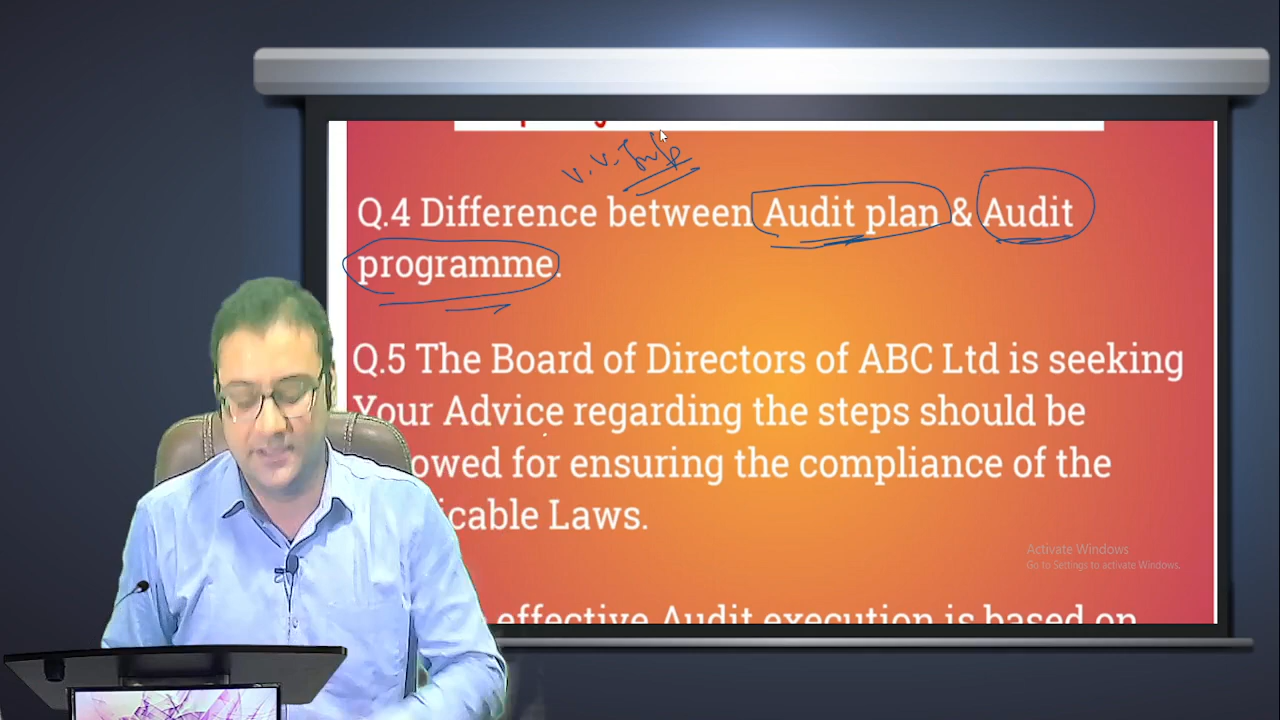 V. V. Imp
Q.4 Difference between Audit plan & Audit
programme.
Q.5 The Board of Directors of ABC Ltd is seeking
Your Advice regarding the steps should be
owed for ensuring the compliance of the
icable Laws.
Activate Windows
Go to Settings to activate Windows.
effective Audit execution is based on